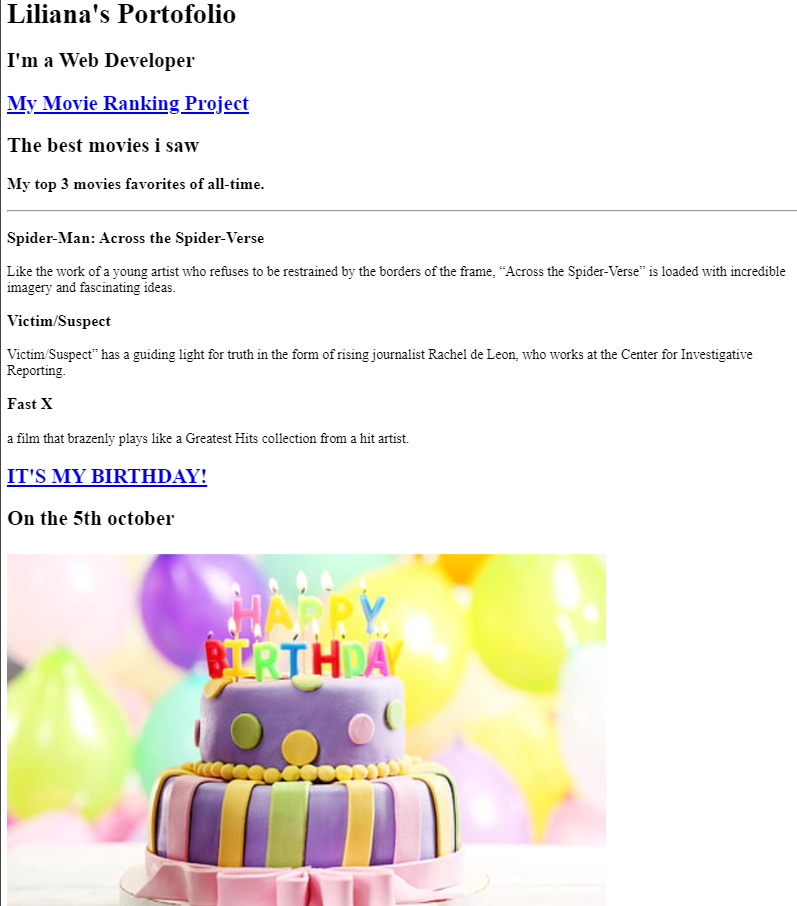 Liliana's Portofolio
I'm a Web Developer
My Movie Ranking Project
The best movies i saw
My top 3 movies favorites of all-time.
Spider-Man: Across the Spider-Verse
Like the work of a young artist who refuses to be restrained by the borders of the frame, “Across the Spider-Verse” is loaded with incredible
imagery and fascinating ideas.
Victim/Suspect
Victim/Suspect” has a guiding light for truth in the form of rising journalist Rachel de Leon, who works at the Center for Investigative
Reporting.
Fast X
a film that brazenly plays like a Greatest Hits collection from a hit artist.
IT'S MY BIRTHDAY!
On the 5th october
HAPPY
BIRTHDAY